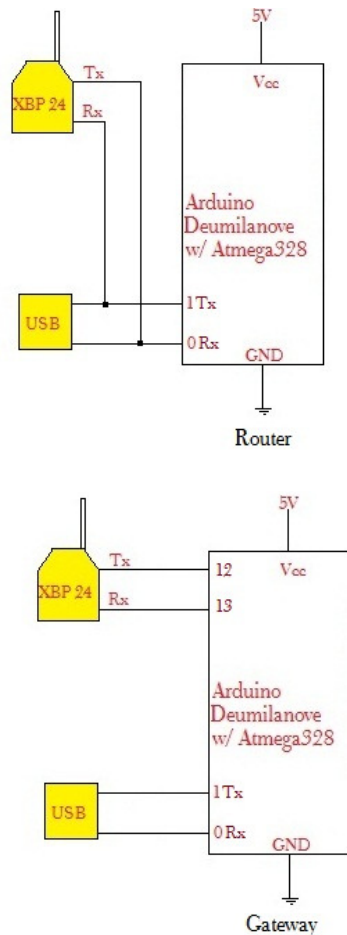 5V
Tx
Vcc
XBP 24
Rx
Arduino
Deumilanove
w/ Atmega328
1Tx
USB
0Rx
GND
Router
5V
Tx
12
Vcc
XBP 24
Rx
13
Arduino
Deumilanove
w/ Atmega328
1Tx
USB
0Rx
GND
Gateway